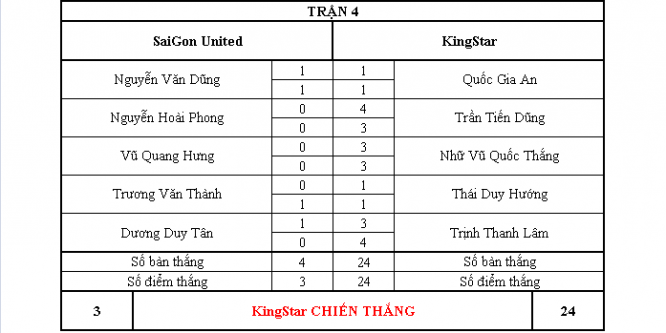 TRẬN 4
SaiGon United KingStar
Nguyễn Văn Dũng 1 1 Quốc Gia An
1 1
Nguyễn Hoài Phong 0 4 Trần Tiến Dũng
0 3
Vũ Quang Hưng 0 3 Nhữ Vũ Quốc Thắng
0 3
Trương Văn Thành 0 1 Thái Duy Hướng
1 1
Dương Duy Tân 1 3 Trịnh Thanh Lâm
0 4
Số bàn thắng 4 24 Số bàn thắng
Số điểm thắng 3 24 Số điểm thắng
3 KingStar CHIẾN THẮNG 24